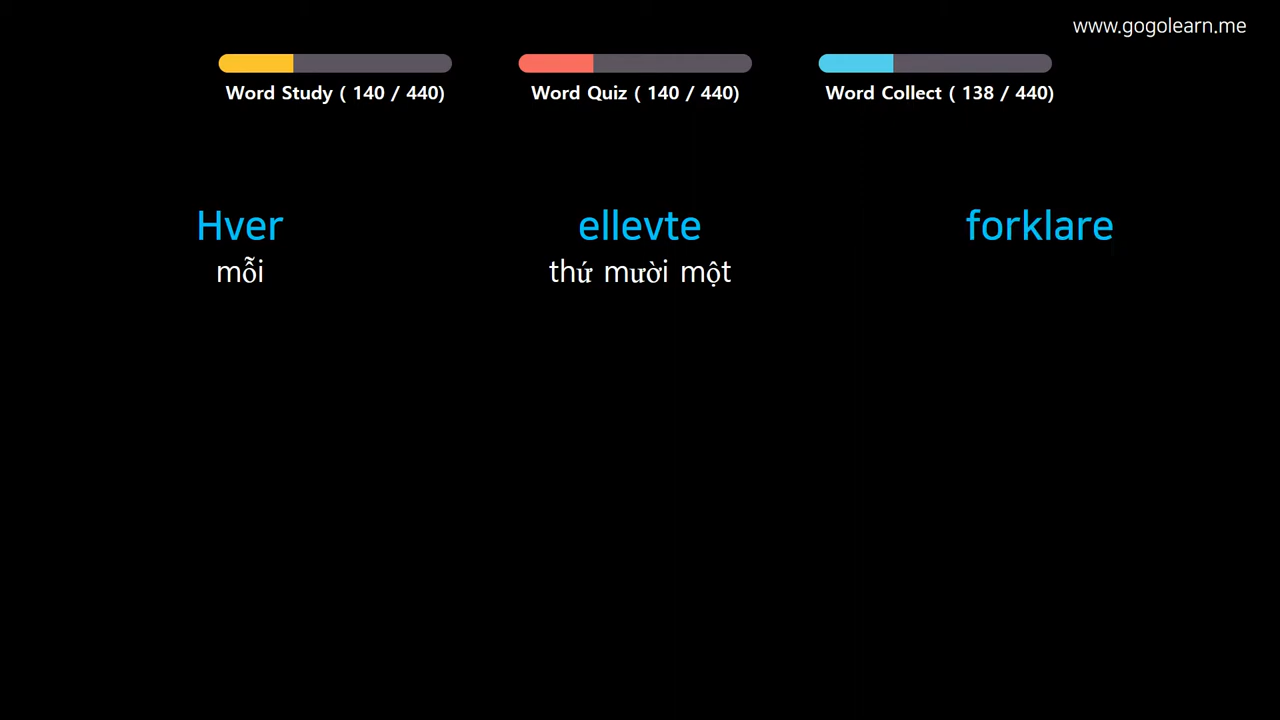 www.gogolearn.me
Word Study ( 140 / 440)
Word Quiz ( 140 / 440)
Word Collect ( 138 / 440)
Hver
ellevte
forklare
mỗi
thứ mười một